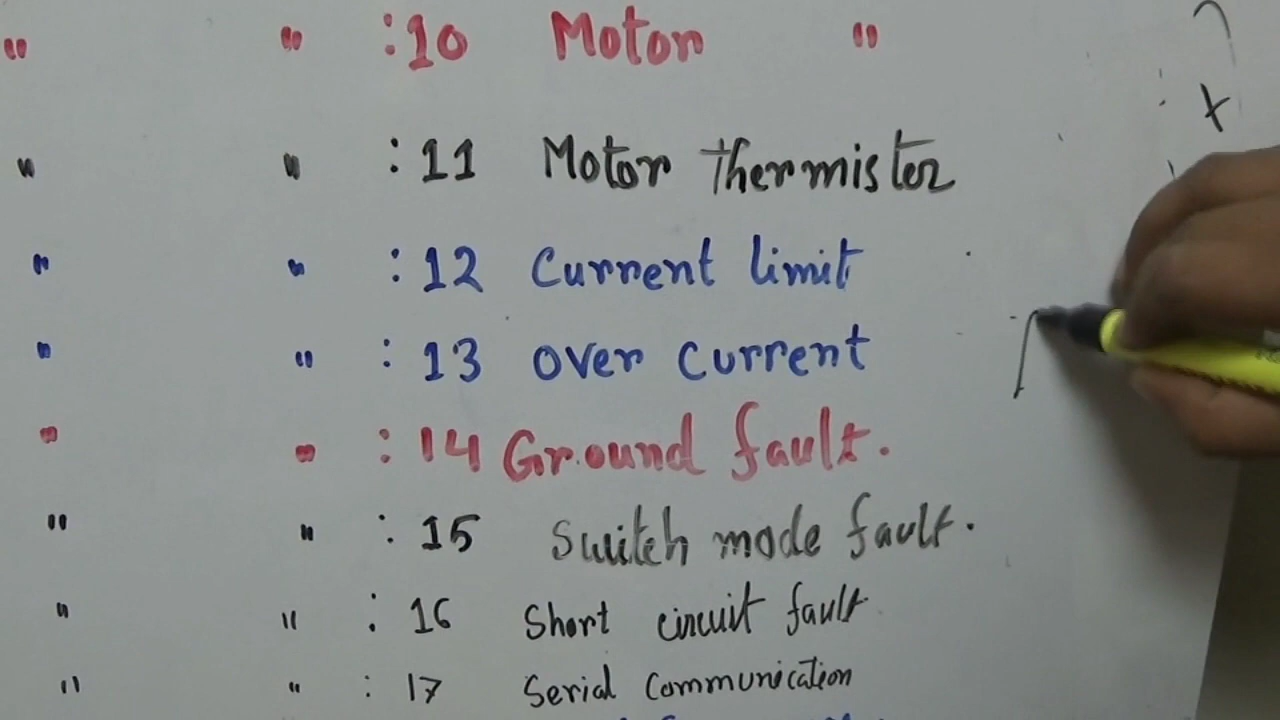 " " :10 Motor "
" " :11 Motor Thermister
" " :12 Current limit
" " :13 over current
" " :14 Ground fault.
" " :15 Switch mode fault.
" " :16 Short circuit fault
" " :17 Serial Communication